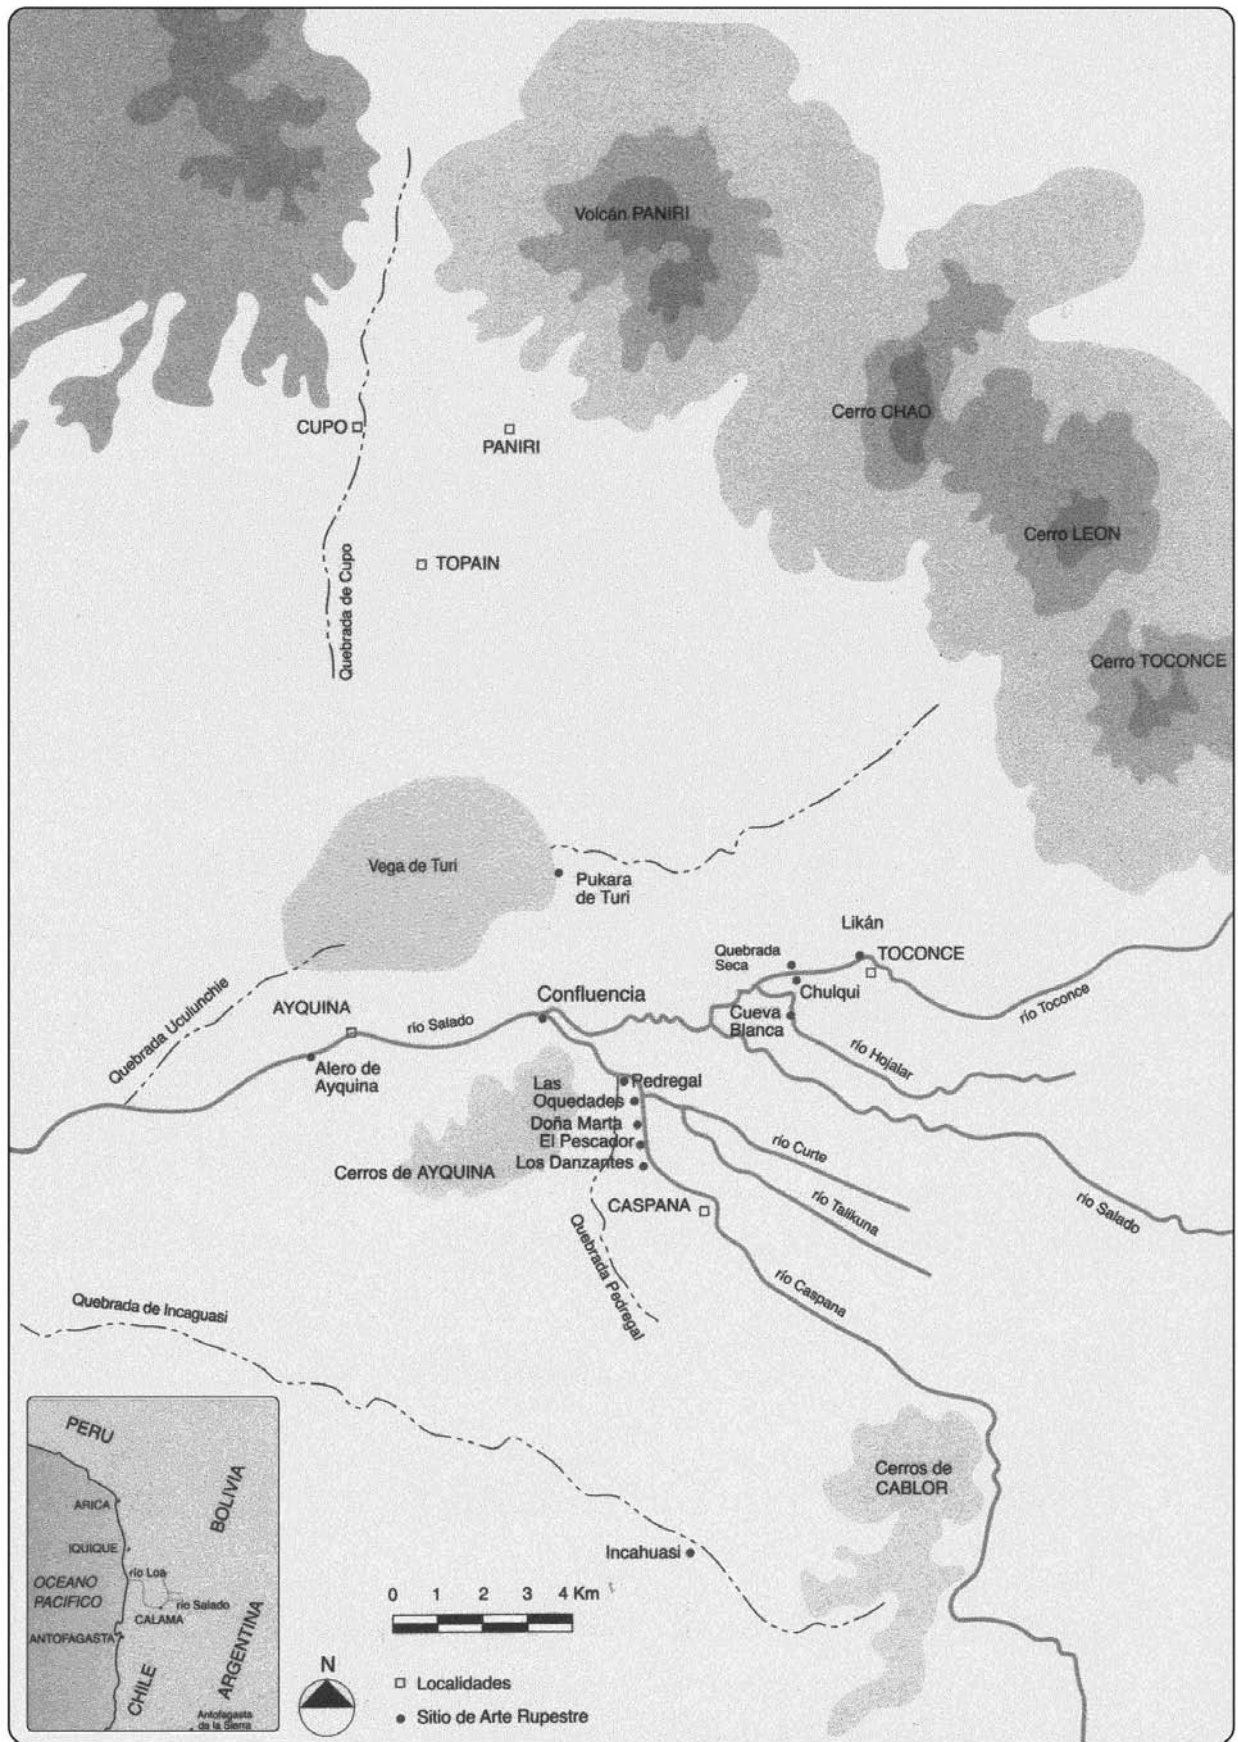 Volcán PANIRI
Cerro CHAO
CUPO
PANIRI
Cerro LEON
TOPAIN
Quebrada de Cupo
Cerro TOCONCE
Vega de Turi
Pukara
de Turi
Likán
Quebrada
Seca
TOCONCE
Chulqui
Quebrada Uculunchie
AYQUINA
río Salado
Confluencia
Cueva
Blanca
río Toconce
río Hojalar
Alero de
Ayquina
Las
Oquedades
Pedregal
Doña Marta
El Pescador
Los Danzantes
Cerros de AYQUINA
río Curte
río Talikuna
río Salado
CASPANA
Quebrada Pedregal
río Caspana
Quebrada de Incaguasi
Cerros de
CABLOR
Incahuasi
PERU
BOLIVIA
ARICA
IQUIQUE
río Loa
OCEANO
PACIFICO
río Salado
CALAMA
ANTOFAGASTA
CHILE
ARGENTINA
Antofagasta
de la Sierra
0 1 2 3 4 Km
N
Localidades
Sitio de Arte Rupestre